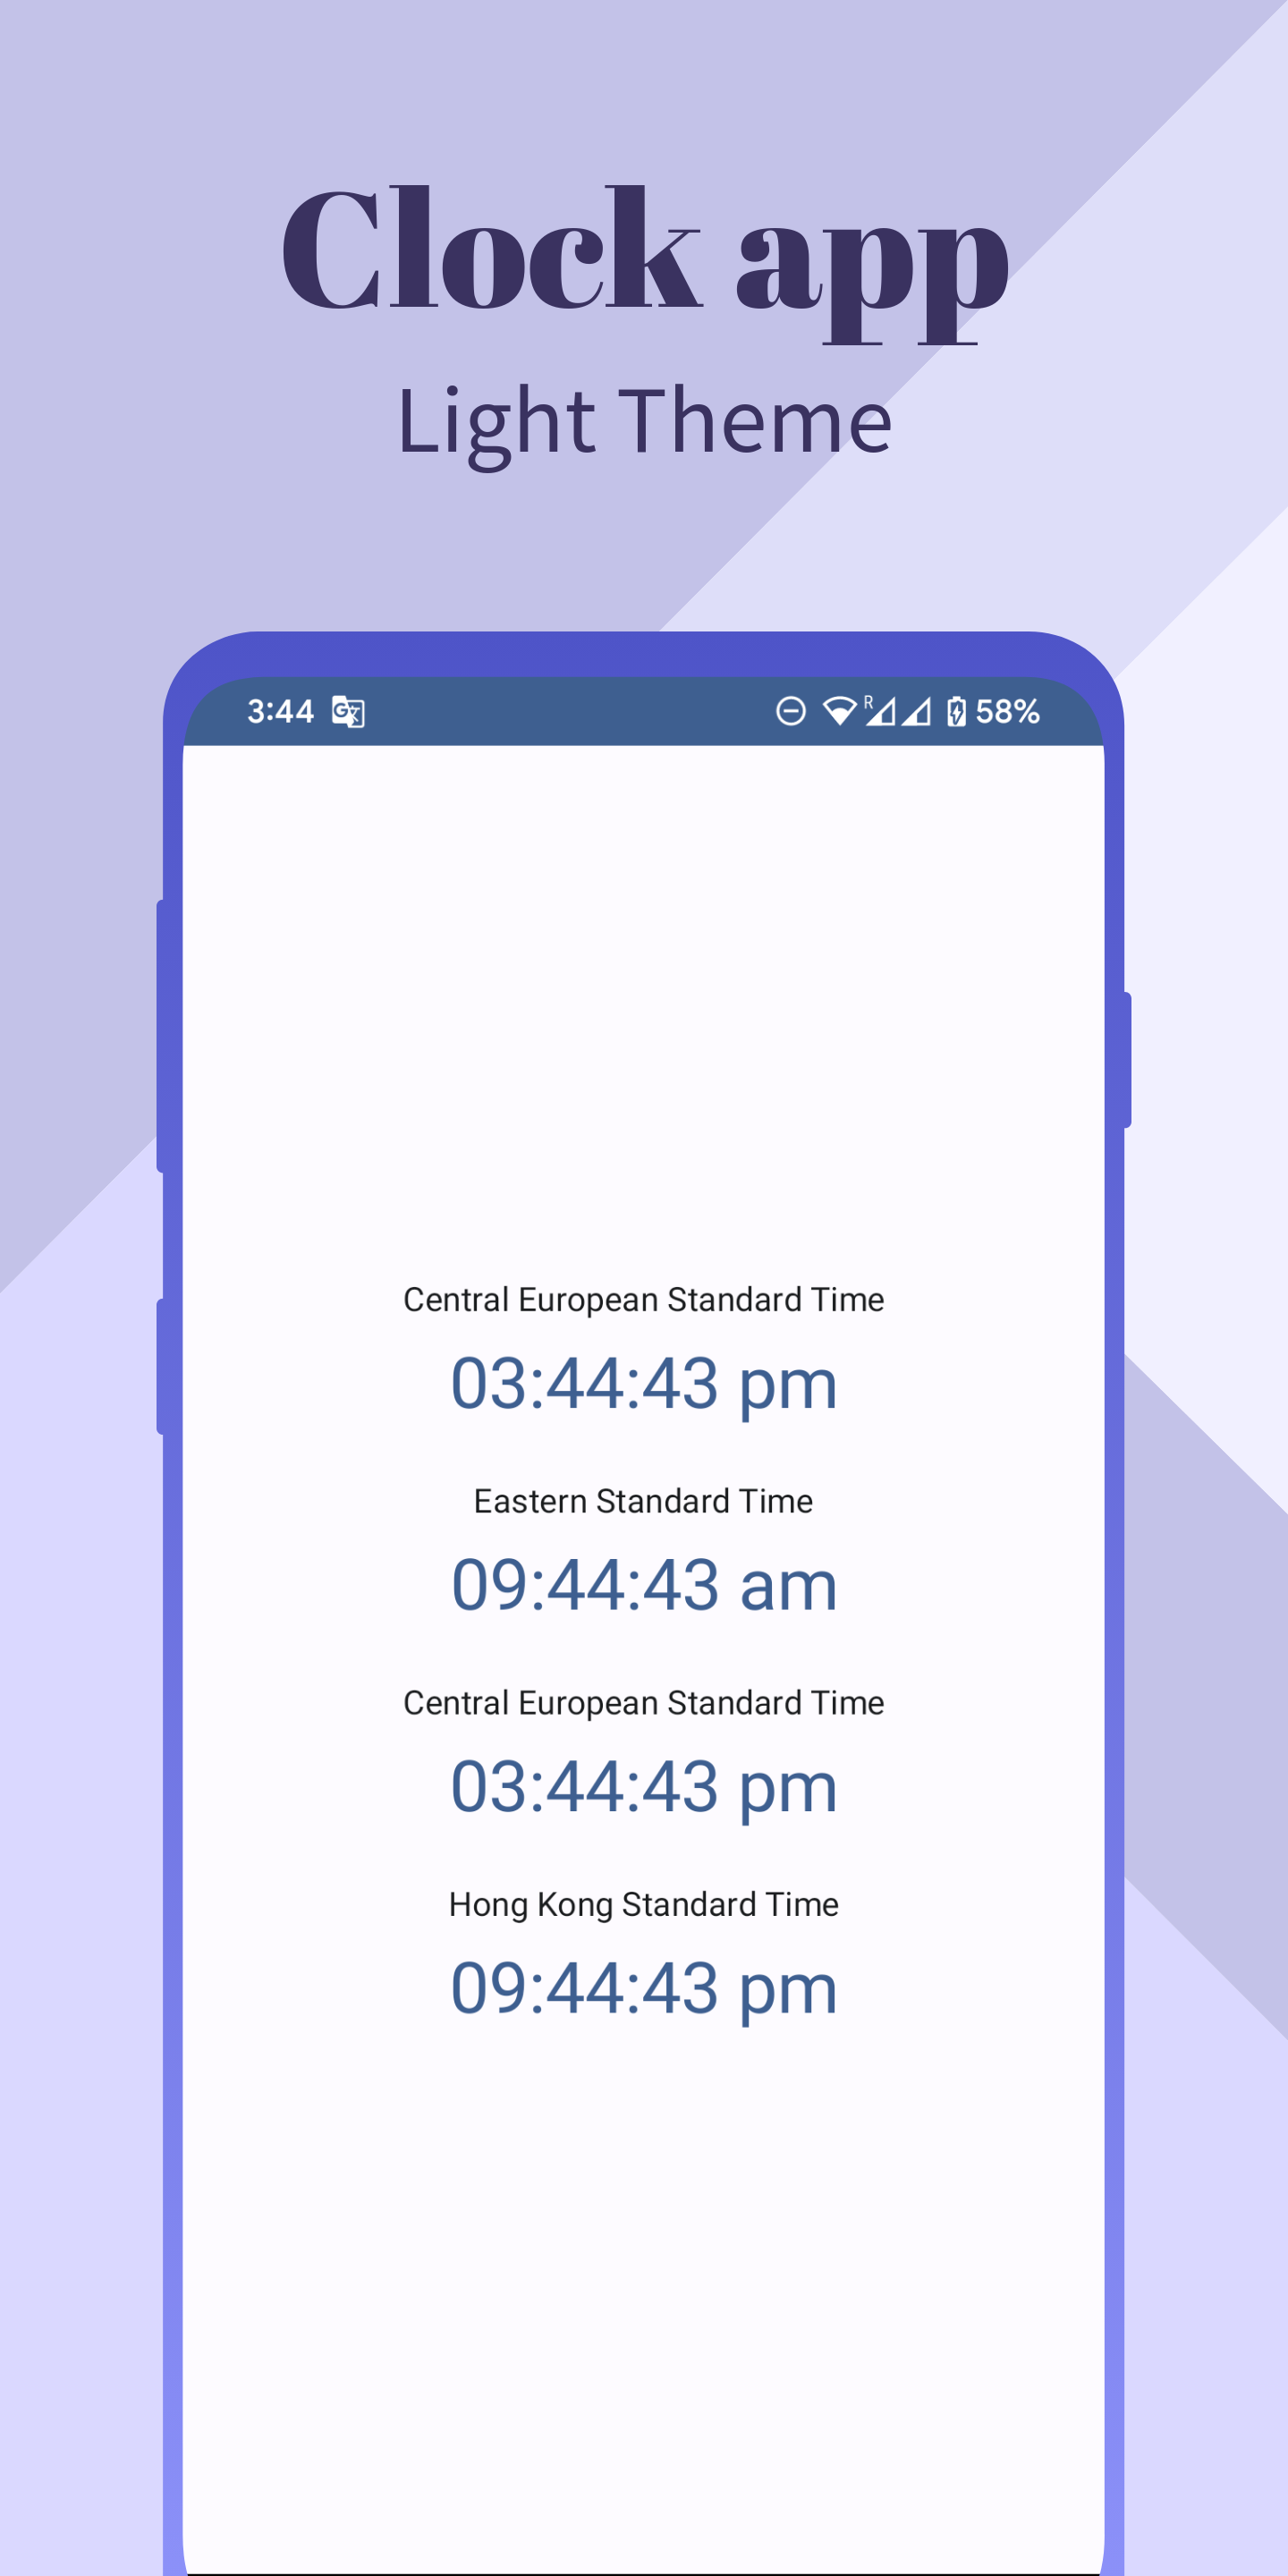 Clock app
Light Theme
3:44 R 58%
Central European Standard Time
03:44:43 pm
Eastern Standard Time
09:44:43 am
Central European Standard Time
03:44:43 pm
Hong Kong Standard Time
09:44:43 pm